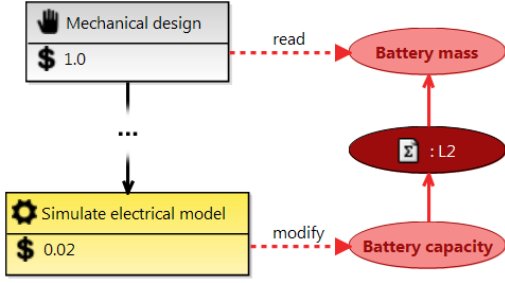 Mechanical design
$ 1.0
read
Battery mass
...
Σ : L2
Simulate electrical model
$ 0.02
modify
Battery capacity